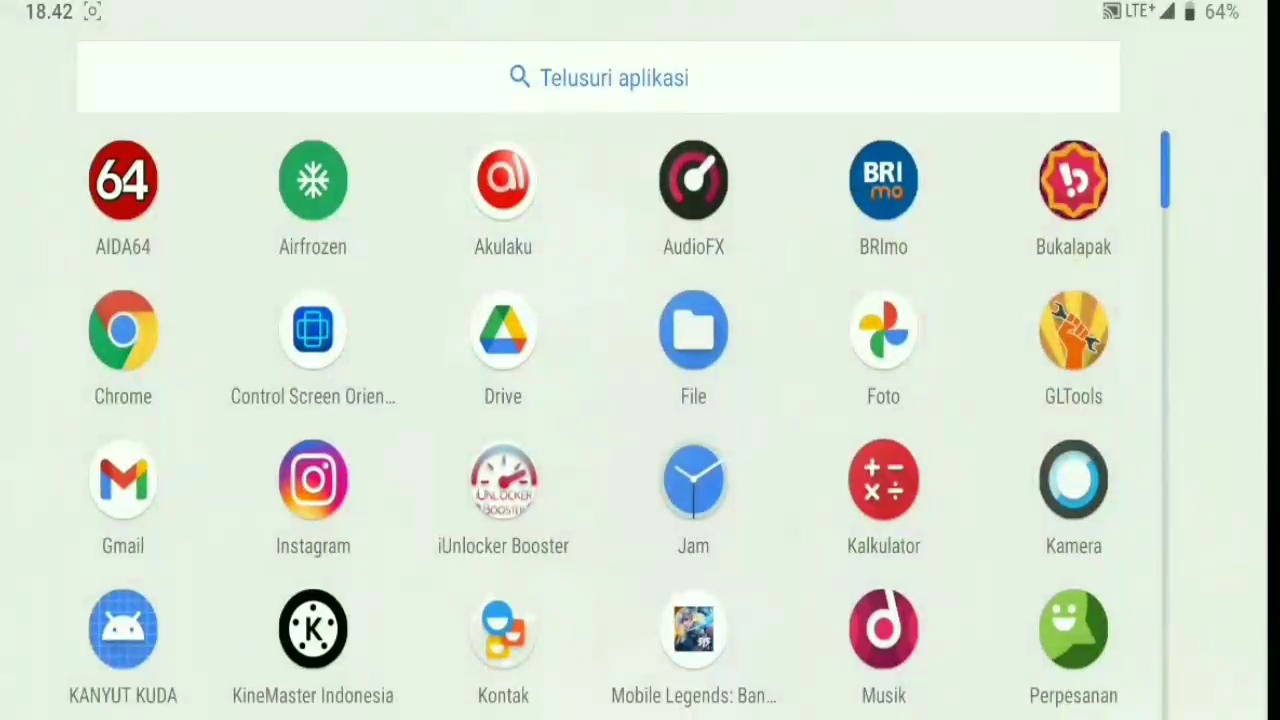 18.42 LTE+ 64%
Telusuri aplikasi
64 BRI mo
AIDA64 Airfrozen Akulaku AudioFX BRImo Bukalapak
Chrome Control Screen Orien... Drive File Foto GLTools
iUNLOCKER BOOSTER
Gmail Instagram iUnlocker Booster Jam Kalkulator Kamera
K
KANYUT KUDA KineMaster Indonesia Kontak Mobile Legends: Ban... Musik Perpesanan